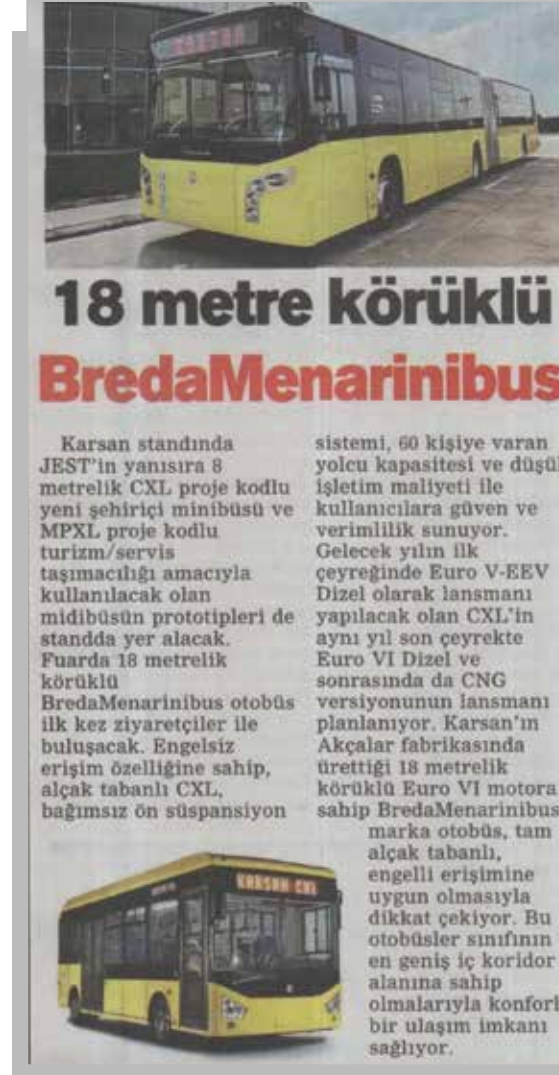 KARSAN
18 metre körüklü
BredaMenarinibus
Karsan standında
JEST'in yanısıra 8
metrelik CXL proje kodlu
yeni şehiriçi minibüsü ve
MPXL proje kodlu
turizm/servis
taşımacılığı amacıyla
kullanılacak olan
midibüsün prototipleri de
standda yer alacak.
Fuarda 18 metrelik
körüklü
BredaMenarinibus otobüs
ilk kez ziyaretçiler ile
buluşacak. Engelsiz
erişim özelliğine sahip,
alçak tabanlı CXL,
bağımsız ön süspansiyon
sistemi, 60 kişiye varan
yolcu kapasitesi ve düşük
işletim maliyeti ile
kullanıcılara güven ve
verimlilik sunuyor.
Gelecek yılın ilk
çeyreğinde Euro V-EEV
Dizel olarak lansmanı
yapılacak olan CXL'in
aynı yıl son çeyrekte
Euro VI Dizel ve
sonrasında da CNG
versiyonunun lansmanı
planlanıyor. Karsan'ın
Akçalar fabrikasında
ürettiği 18 metrelik
körüklü Euro VI motora
sahip BredaMenarinibus
marka otobüs, tam
alçak tabanlı,
engelli erişimine
uygun olmasıyla
dikkat çekiyor. Bu
otobüsler sınıfının
en geniş iç koridor
alanına sahip
olmalarıyla konforl
bir ulaşım imkanı
sağlıyor.
KARSAN CXL